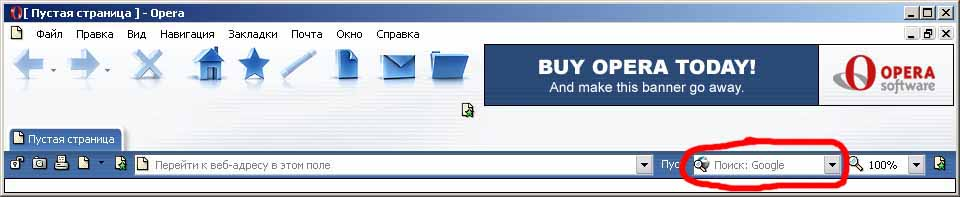 [ Пустая страница ] - Opera
Файл Правка Вид Навигация Закладки Почта Окно Справка
BUY OPERA TODAY!
And make this banner go away.
OPERA
software
Пустая страница
Перейти к веб-адресу в этом поле
Поиск: Google
100%